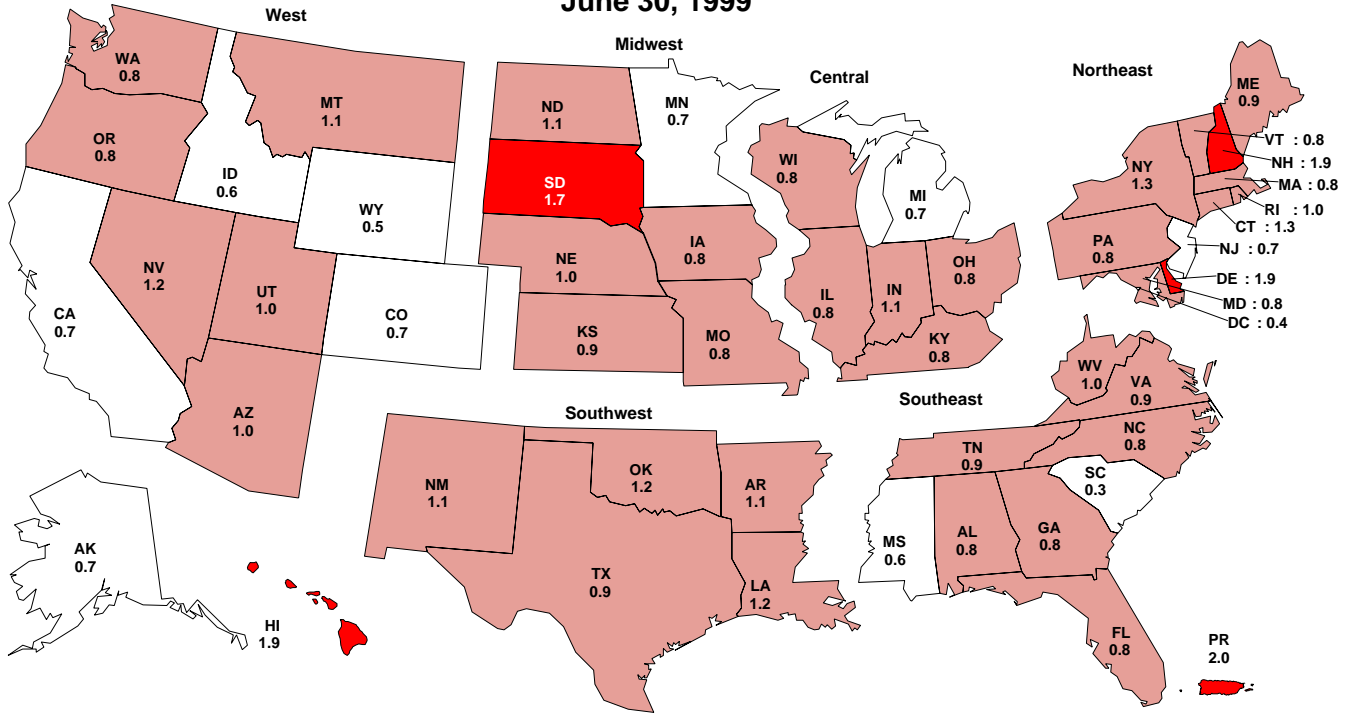 June 30, 1999
West
Midwest
Central
Northeast
WA
0.8
MT
1.1
ND
1.1
MN
0.7
ME
0.9
OR
0.8
ID
0.6
SD
1.7
WI
0.8
MI
0.7
NY
1.3
VT : 0.8
NH : 1.9
MA : 0.8
RI : 1.0
CT : 1.3
NJ : 0.7
DE : 1.9
MD : 0.8
DC : 0.4
WY
0.5
NV
1.2
UT
1.0
CA
0.7
CO
0.7
NE
1.0
IA
0.8
KS
0.9
MO
0.8
IL
0.8
IN
1.1
OH
0.8
KY
0.8
PA
0.8
WV
1.0
VA
0.9
AZ
1.0
Southwest
Southeast
NM
1.1
OK
1.2
AR
1.1
TN
0.9
NC
0.8
SC
0.3
AK
0.7
HI
1.9
TX
0.9
LA
1.2
MS
0.6
AL
0.8
GA
0.8
FL
0.8
PR
2.0